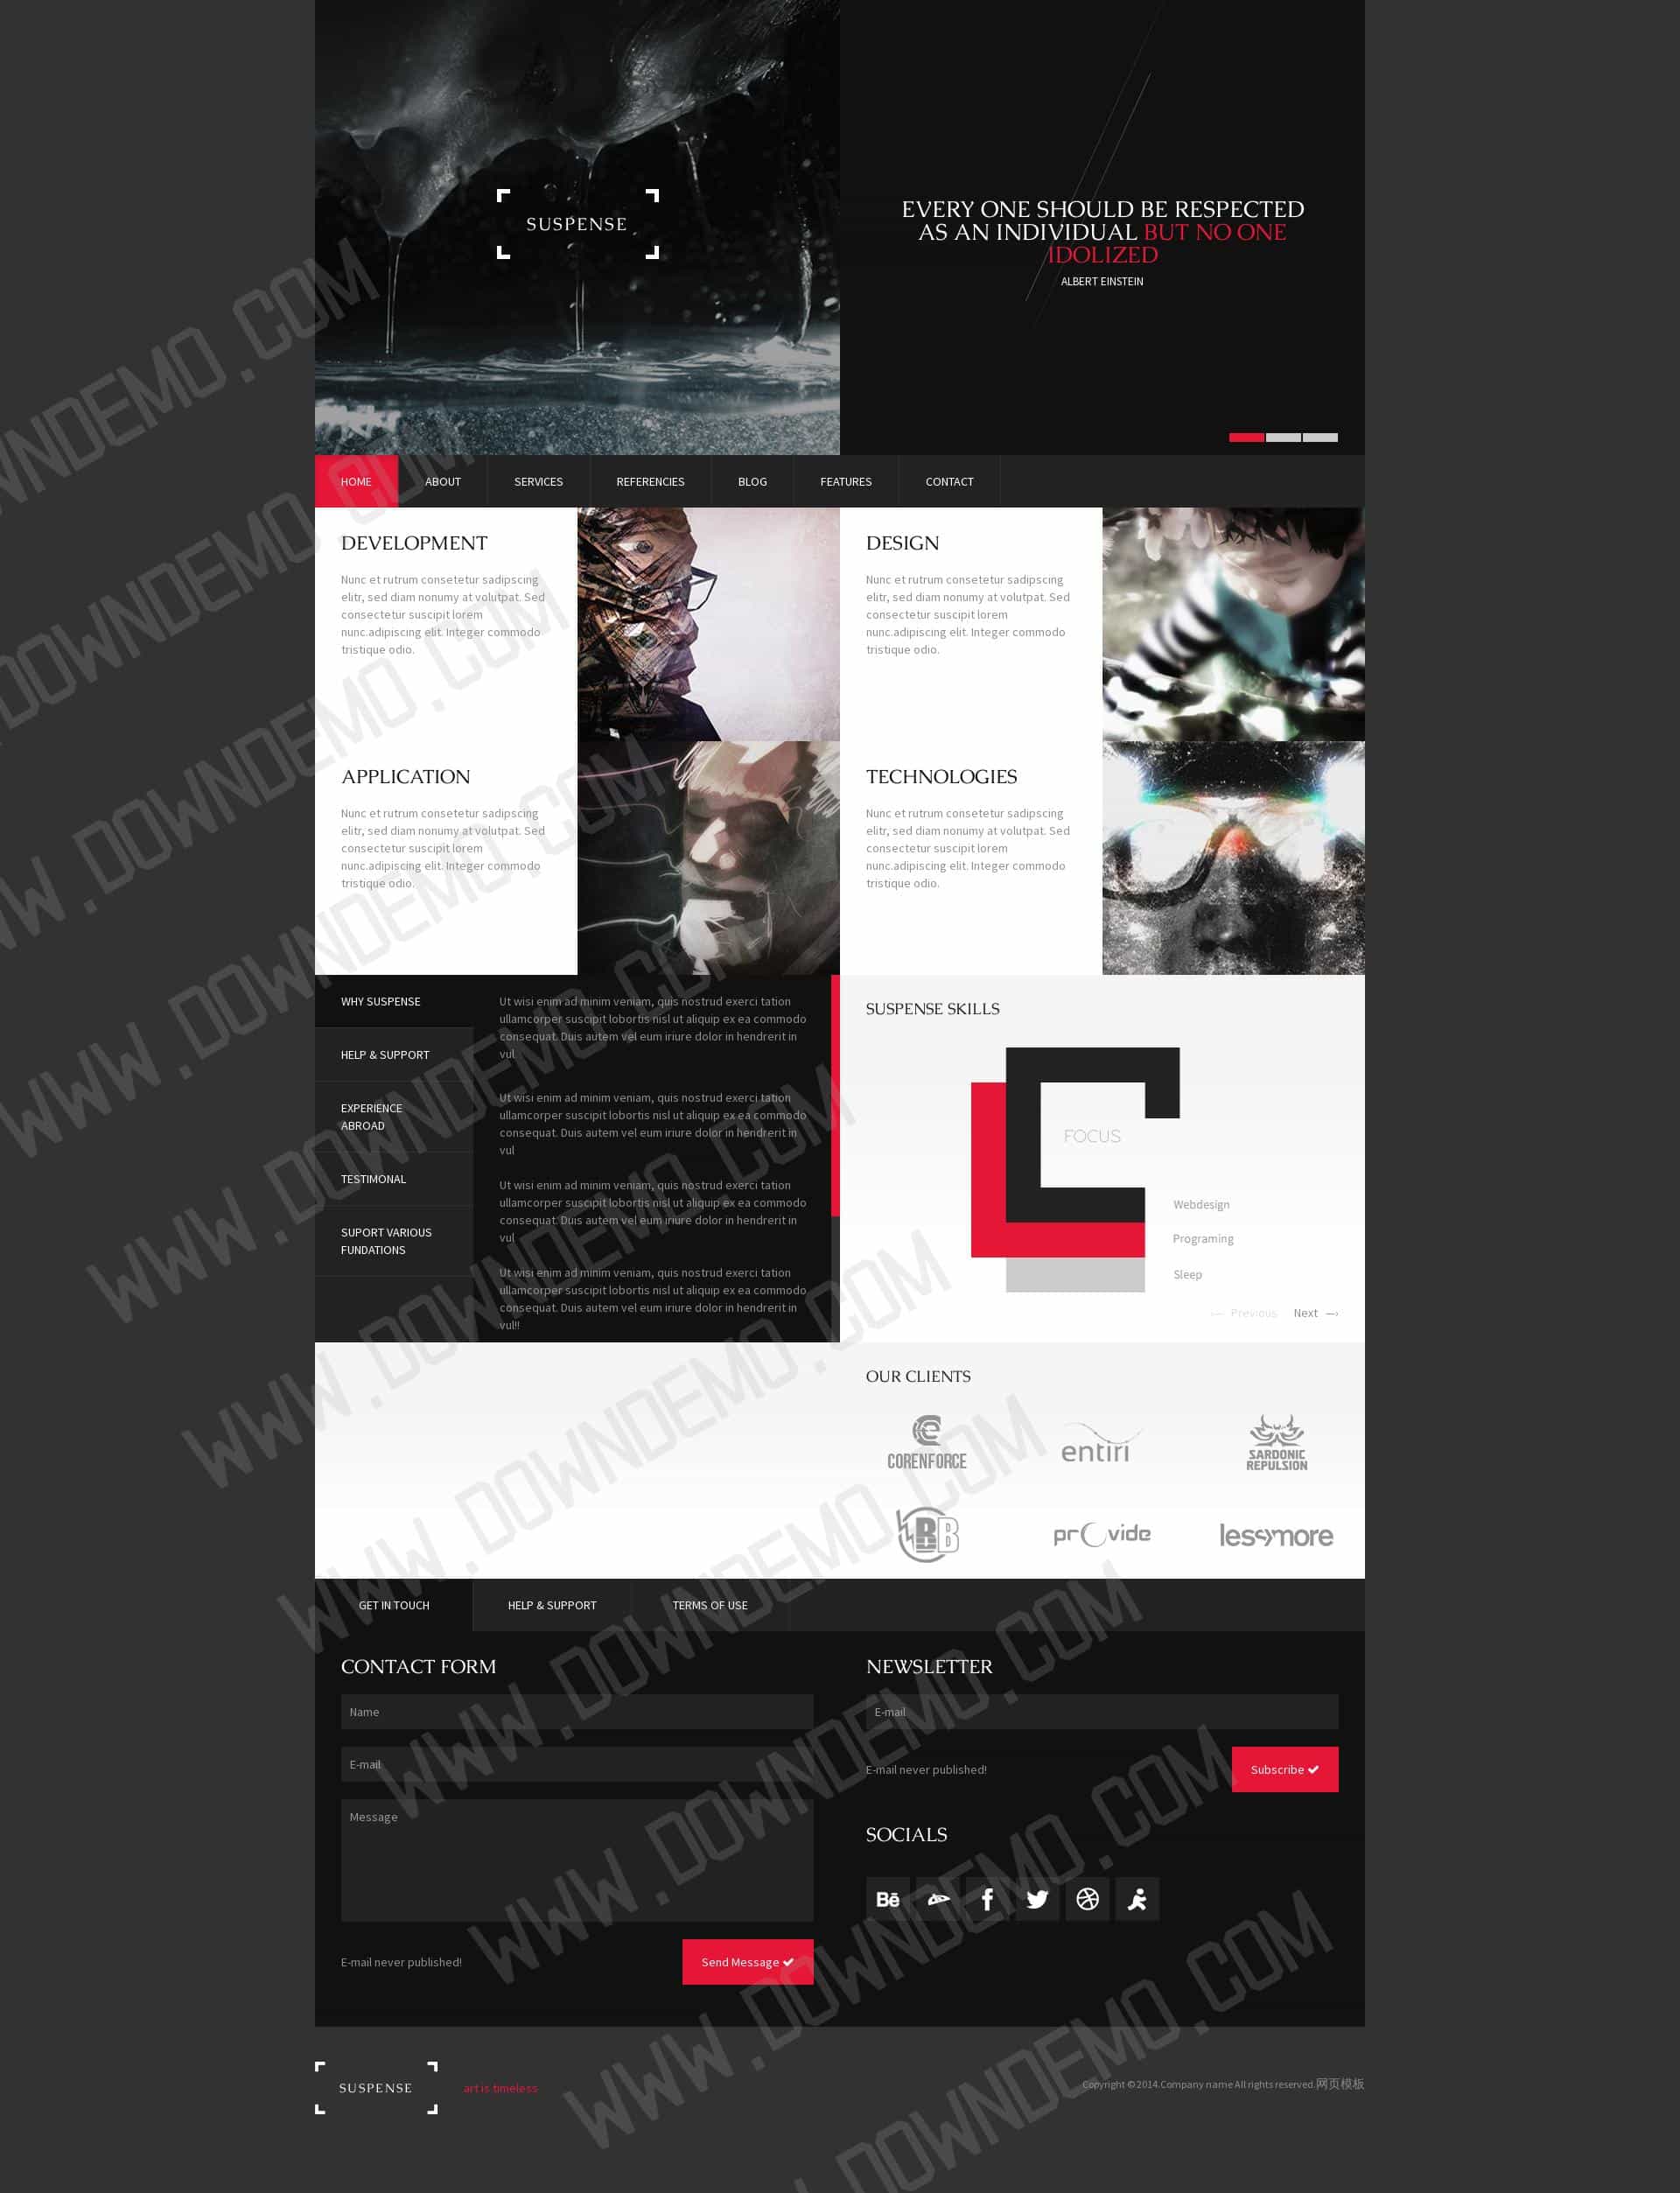 SUSPENSE
EVERY ONE SHOULD BE RESPECTED
AS AN INDIVIDUAL BUT NO ONE
IDOLIZED
ALBERT EINSTEIN
HOME ABOUT SERVICES REFERENCIES BLOG FEATURES CONTACT
DEVELOPMENT
Nunc et rutrum consetetur sadipscing
elitr, sed diam nonumy at volutpat. Sed
consectetur suscipit lorem
nunc.adipiscing elit. Integer commodo
tristique odio.
DESIGN
Nunc et rutrum consetetur sadipscing
elitr, sed diam nonumy at volutpat. Sed
consectetur suscipit lorem
nunc.adipiscing elit. Integer commodo
tristique odio.
APPLICATION
Nunc et rutrum consetetur sadipscing
elitr, sed diam nonumy at volutpat. Sed
consectetur suscipit lorem
nunc.adipiscing elit. Integer commodo
tristique odio.
TECHNOLOGIES
Nunc et rutrum consetetur sadipscing
elitr, sed diam nonumy at volutpat. Sed
consectetur suscipit lorem
nunc.adipiscing elit. Integer commodo
tristique odio.
WHY SUSPENSE
HELP & SUPPORT
EXPERIENCE
ABROAD
TESTIMONAL
SUPORT VARIOUS
FUNDATIONS
Ut wisi enim ad minim veniam, quis nostrud exerci tation
ullamcorper suscipit lobortis nisl ut aliquip ex ea commodo
consequat. Duis autem vel eum iriure dolor in hendrerit in
vul
Ut wisi enim ad minim veniam, quis nostrud exerci tation
ullamcorper suscipit lobortis nisl ut aliquip ex ea commodo
consequat. Duis autem vel eum iriure dolor in hendrerit in
vul
Ut wisi enim ad minim veniam, quis nostrud exerci tation
ullamcorper suscipit lobortis nisl ut aliquip ex ea commodo
consequat. Duis autem vel eum iriure dolor in hendrerit in
vul
Ut wisi enim ad minim veniam, quis nostrud exerci tation
ullamcorper suscipit lobortis nisl ut aliquip ex ea commodo
consequat. Duis autem vel eum iriure dolor in hendrerit in
vul!!
SUSPENSE SKILLS
FOCUS
Webdesign
Programing
Sleep
Previous Next
OUR CLIENTS
CORENFORCE
entiri
SARDONIC
REPULSION
provide
lessmore
GET IN TOUCH HELP & SUPPORT TERMS OF USE
CONTACT FORM
Name
E-mail
Message
E-mail never published!
Send Message
NEWSLETTER
E-mail
E-mail never published!
Subscribe
SOCIALS
Bē
SUSPENSE
art is timeless
Copyright © 2014.Company name All rights reserved.网页模板
WWW.DOWNDEMO.COM